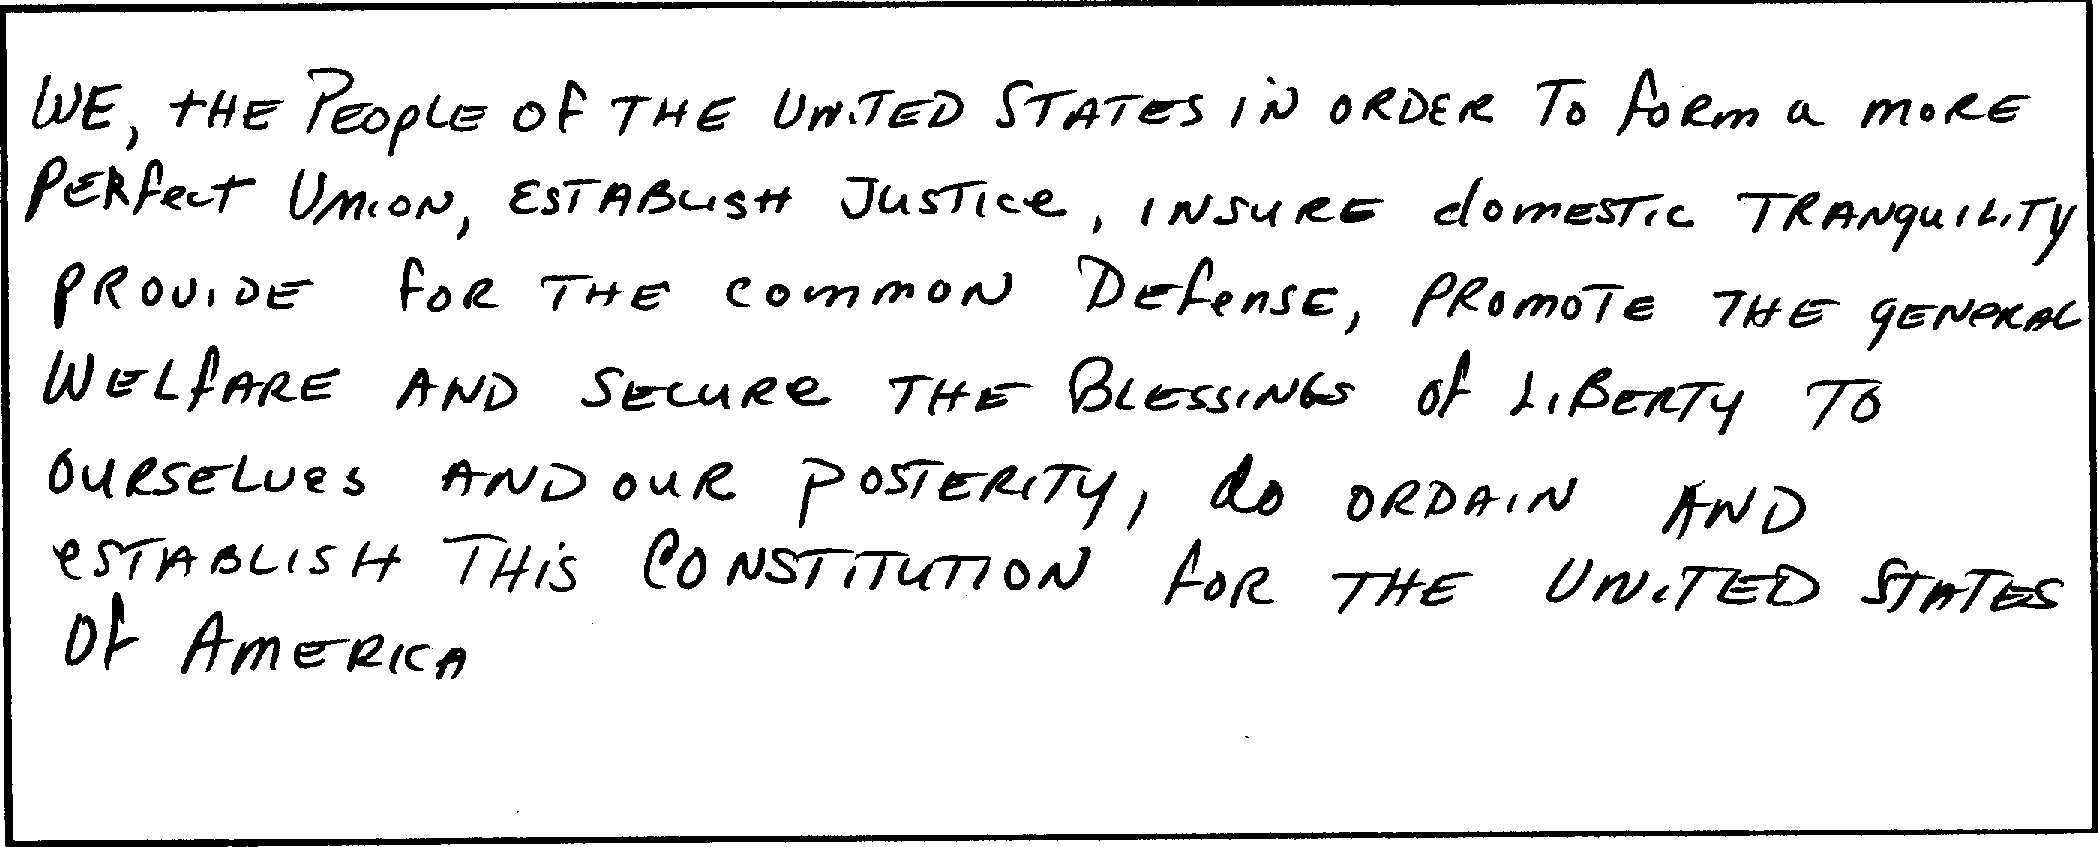 WE, tHE PEOPLE OF THE UNITED STATES IN ORDER TO form a moRE
PERfect UNION, ESTABLISH JUSTICe, INSURE domESTIC TRANquILITY
PROVIDE foR THE common DEfenSE, PRomoTE THE gENeRAL
WELfARE AND SECURe THE BLESSINGS of LIBERTY TO
OURSELVes AND OUR POSTERITY, do ORDAIN AND
eSTABLISH THiS CONSTITUTION foR THE UNITED STATES
Of AmERICA